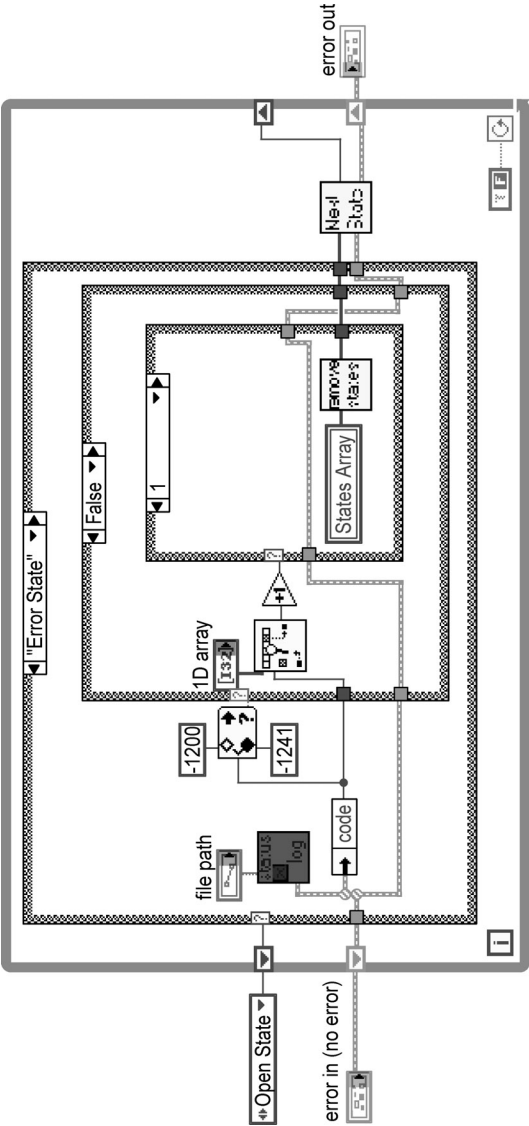 Open State
error in (no error)
"Error State"
file path
status
log
code
-1200
-1241
?
False
1D array
[I32]
+1
1
States Array
remove
states
Next
State
i
F
error out